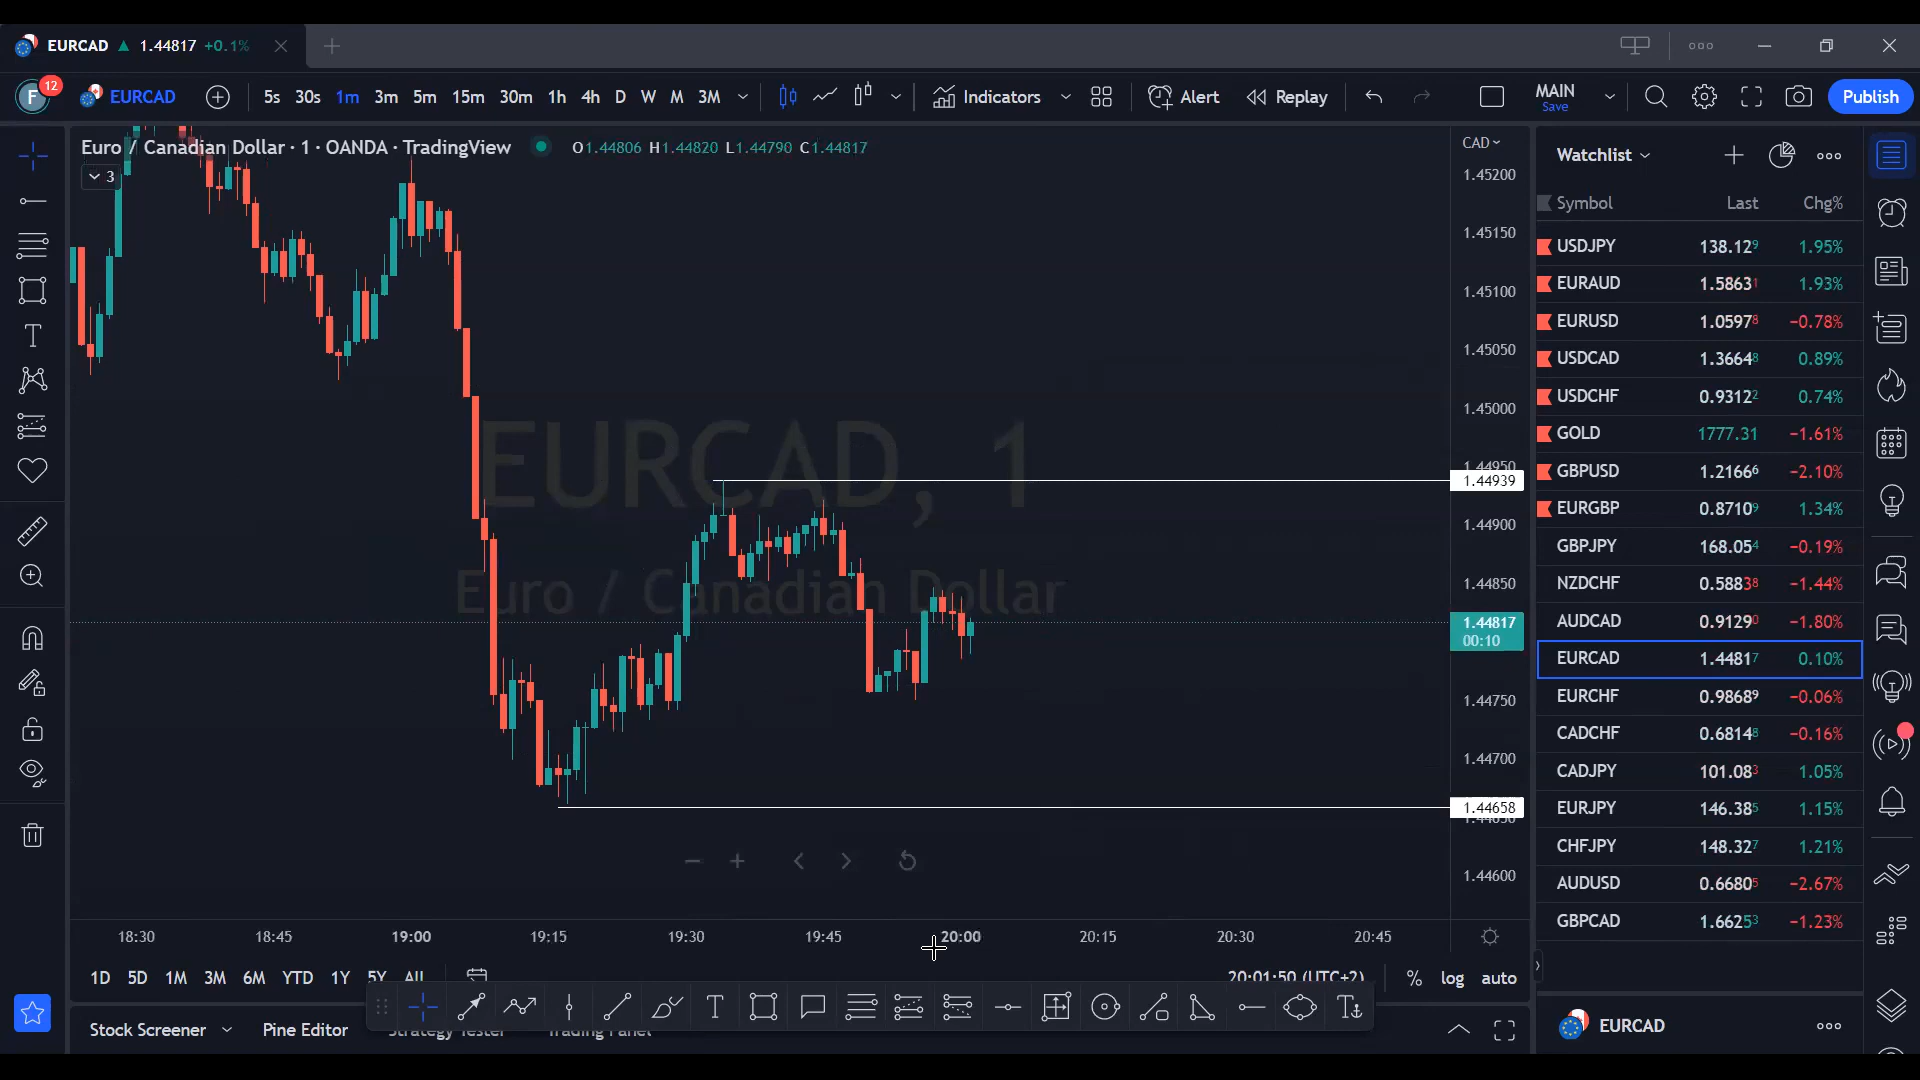 EURCAD ▲ 1.44817 +0.1%
12
F EURCAD 5s 30s 1m 3m 5m 15m 30m 1h 4h D W M 3M Indicators Alert Replay MAIN Save Publish
Euro / Canadian Dollar · 1 · OANDA · TradingView O1.44806 H1.44820 L1.44790 C1.44817
3
EURCAD, 1
Euro / Canadian Dollar
CAD
1.45200
1.45150
1.45100
1.45050
1.45000
1.44950
1.44939
1.44900
1.44850
1.44817
00:10
1.44750
1.44700
1.44658
1.44600
18:30 18:45 19:00 19:15 19:30 19:45 20:00 20:15 20:30 20:45
1D 5D 1M 3M 6M YTD 1Y 5Y All 20:01:50 (UTC+2) % log auto
T
Stock Screener Pine Editor Strategy Tester Trading Panel
Watchlist
Symbol Last Chg%
USDJPY 138.129 1.95%
EURAUD 1.58631 1.93%
EURUSD 1.05978 −0.78%
USDCAD 1.36648 0.89%
USDCHF 0.93122 0.74%
GOLD 1777.31 −1.61%
GBPUSD 1.21666 −2.10%
EURGBP 0.87109 1.34%
GBPJPY 168.054 −0.19%
NZDCHF 0.58838 −1.44%
AUDCAD 0.91290 −1.80%
EURCAD 1.44817 0.10%
EURCHF 0.98689 −0.06%
CADCHF 0.68148 −0.16%
CADJPY 101.083 1.05%
EURJPY 146.385 1.15%
CHFJPY 148.327 1.21%
AUDUSD 0.66805 −2.67%
GBPCAD 1.66253 −1.23%
EURCAD